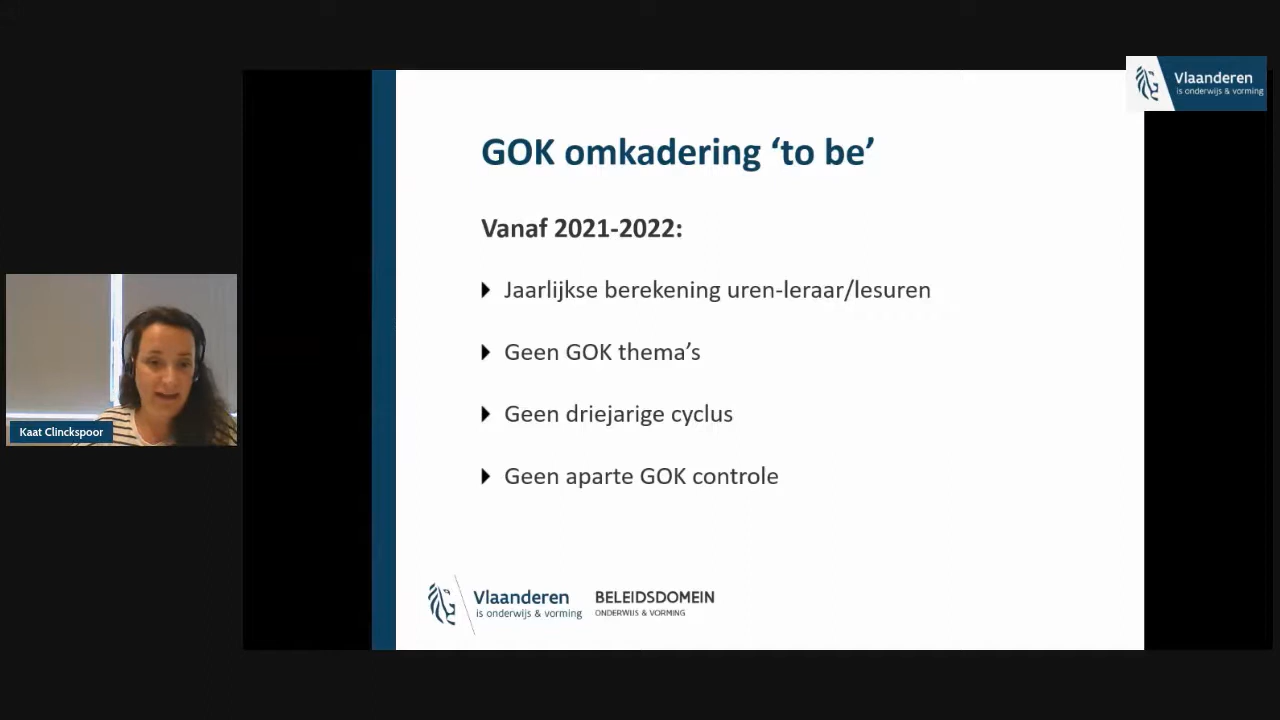 Vlaanderen
is onderwijs & vorming
GOK omkadering ‘to be’
Vanaf 2021-2022:
Jaarlijkse berekening uren-leraar/lesuren
Geen GOK thema’s
Geen driejarige cyclus
Geen aparte GOK controle
Kaat Clinckspoor
Vlaanderen
is onderwijs & vorming
BELEIDSDOMEIN
ONDERWIJS & VORMING